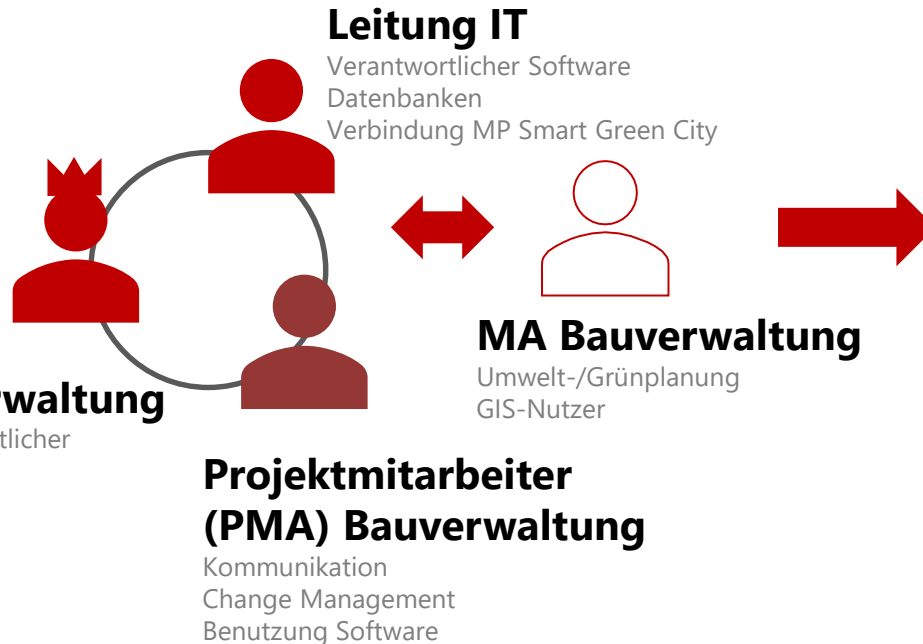 Leitung IT
Verantwortlicher Software
Datenbanken
Verbindung MP Smart Green City
MA Bauverwaltung
Umwelt-/Grünplanung
GIS-Nutzer
rwaltung
tlicher
Projektmitarbeiter
(PMA) Bauverwaltung
Kommunikation
Change Management
Benutzung Software